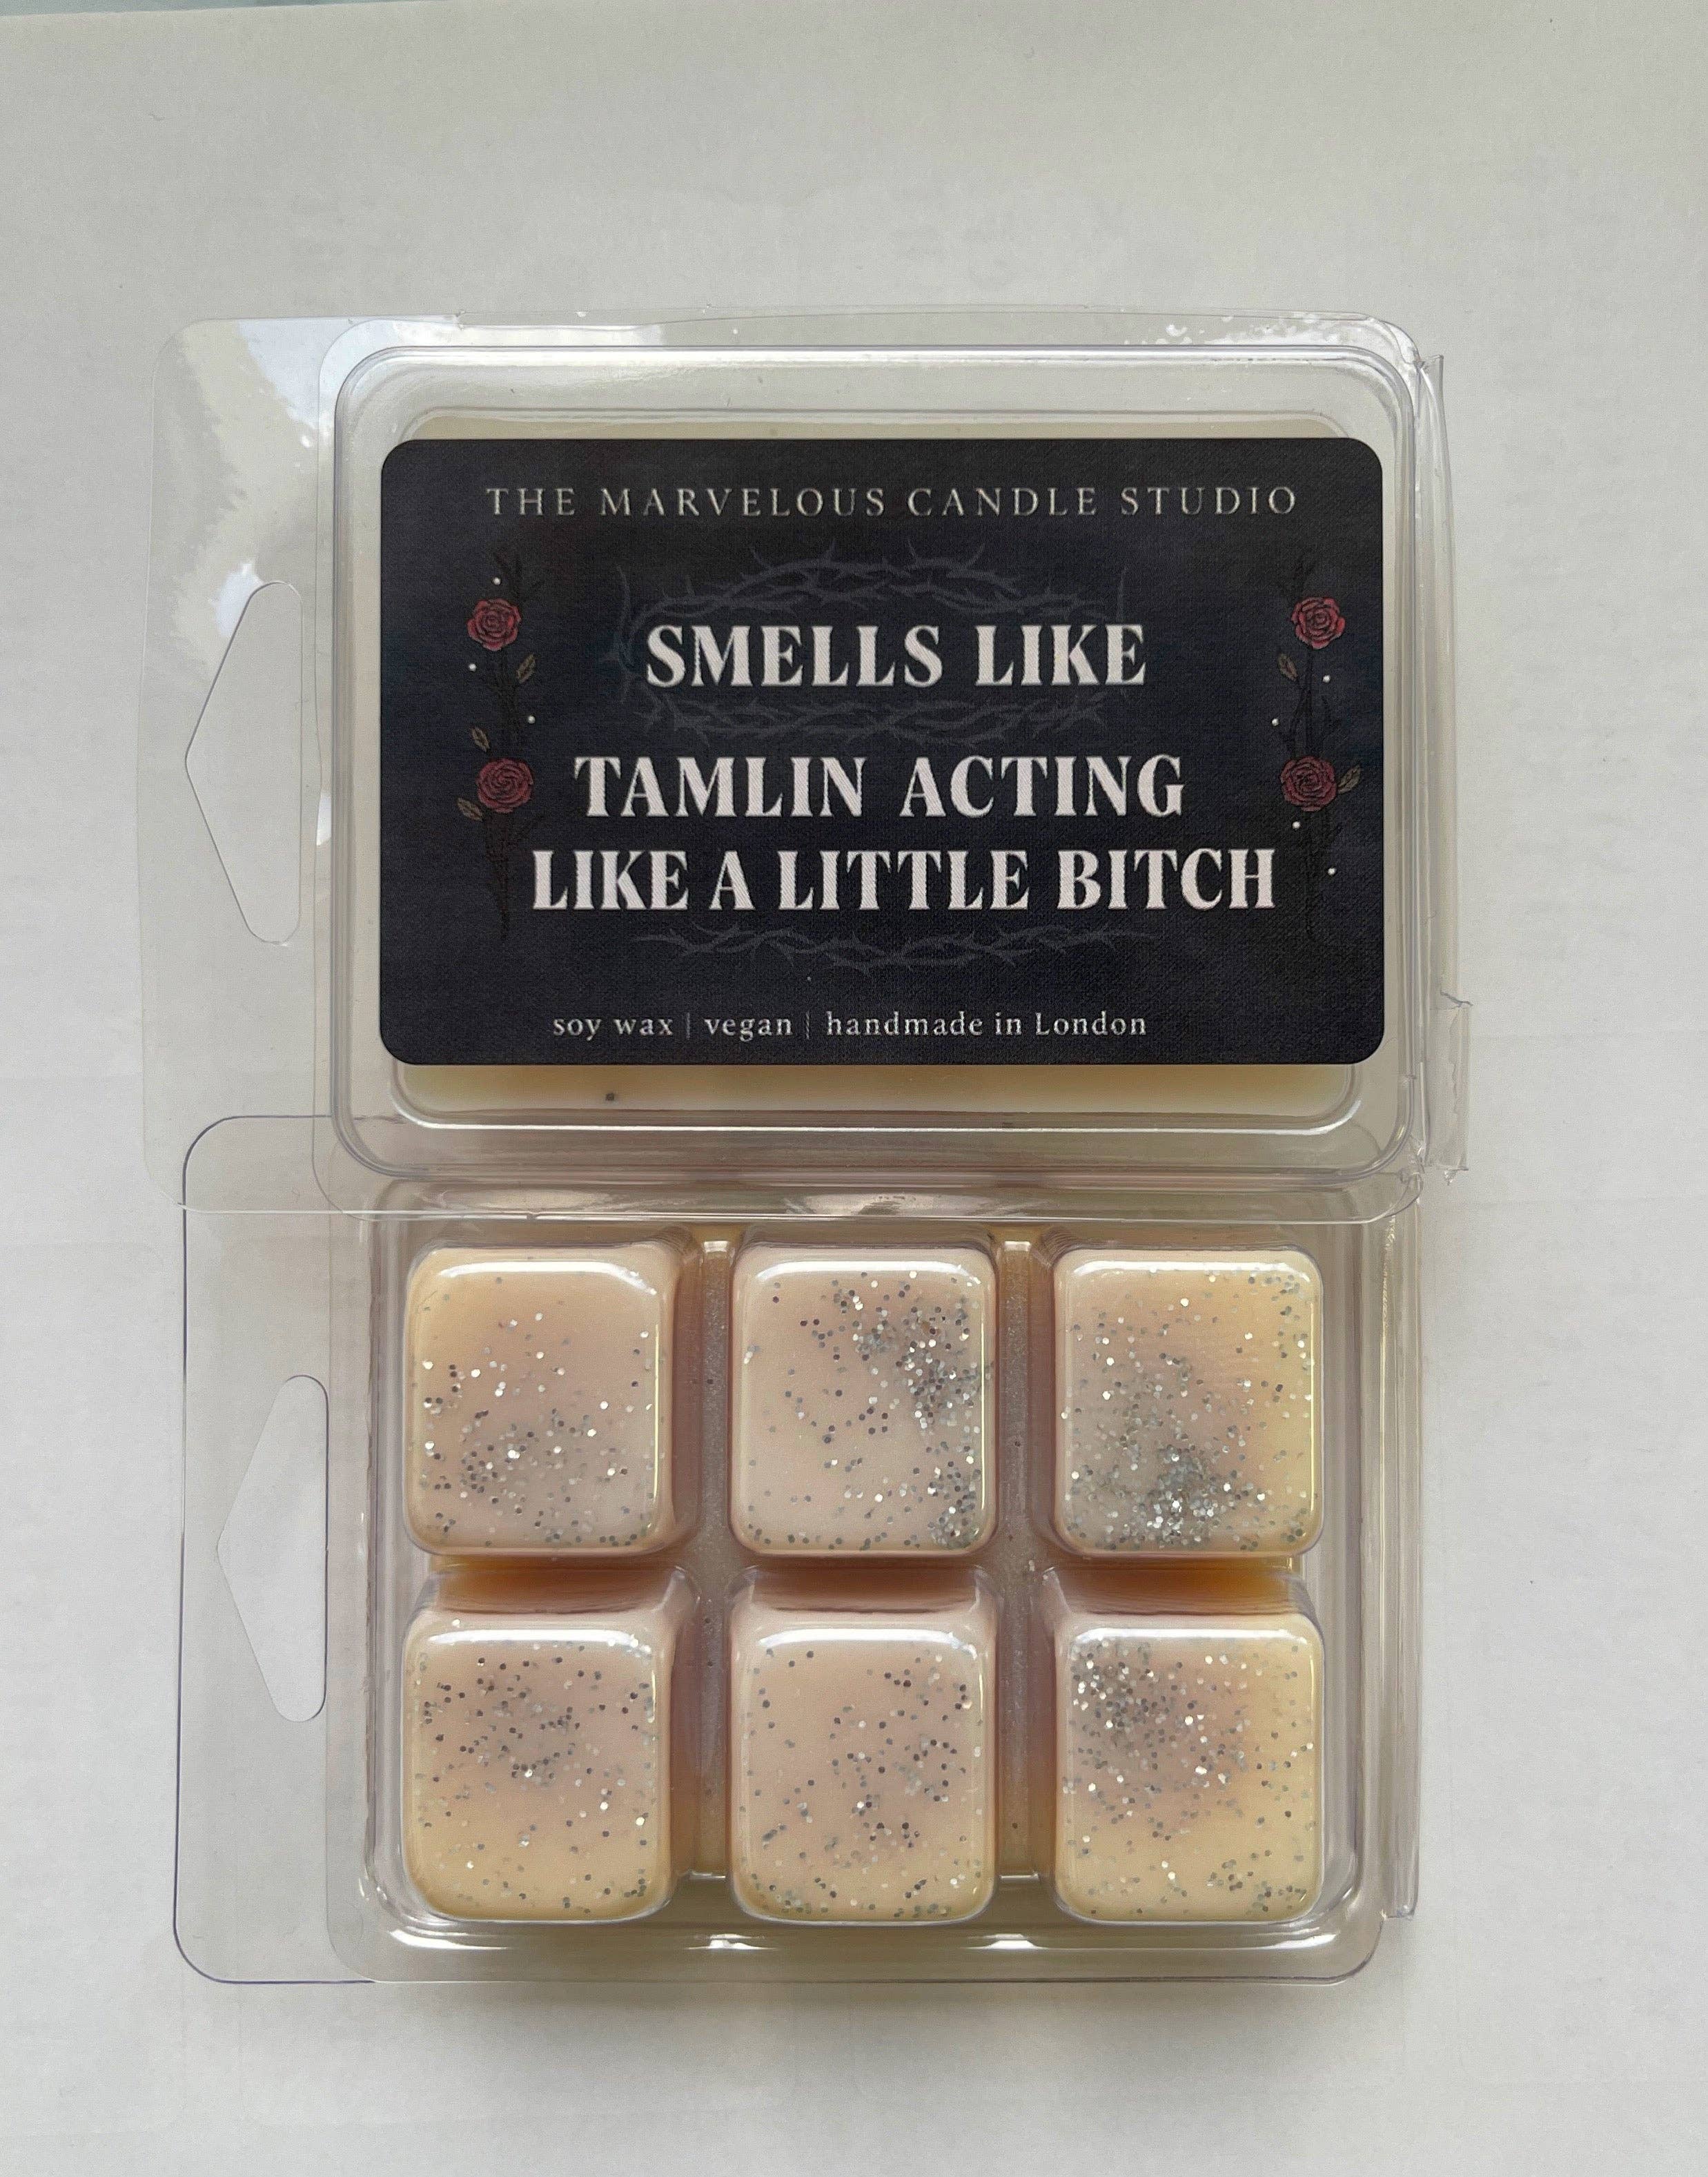 THE MARVELOUS CANDLE STUDIO
SMELLS LIKE
TAMLIN ACTING
LIKE A LITTLE BITCH
soy wax | vegan | handmade in London